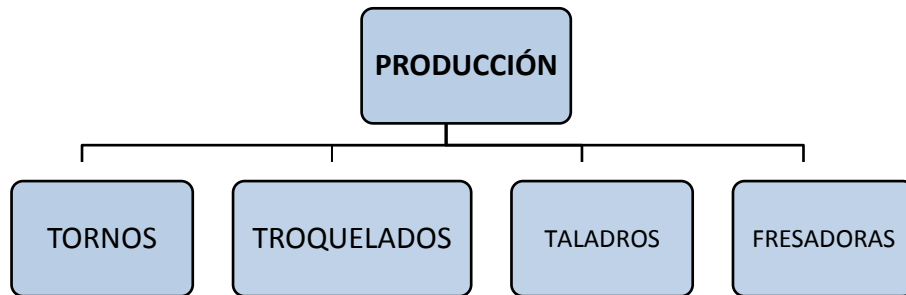 PRODUCCIÓN
TORNOS
TROQUELADOS
TALADROS
FRESADORAS